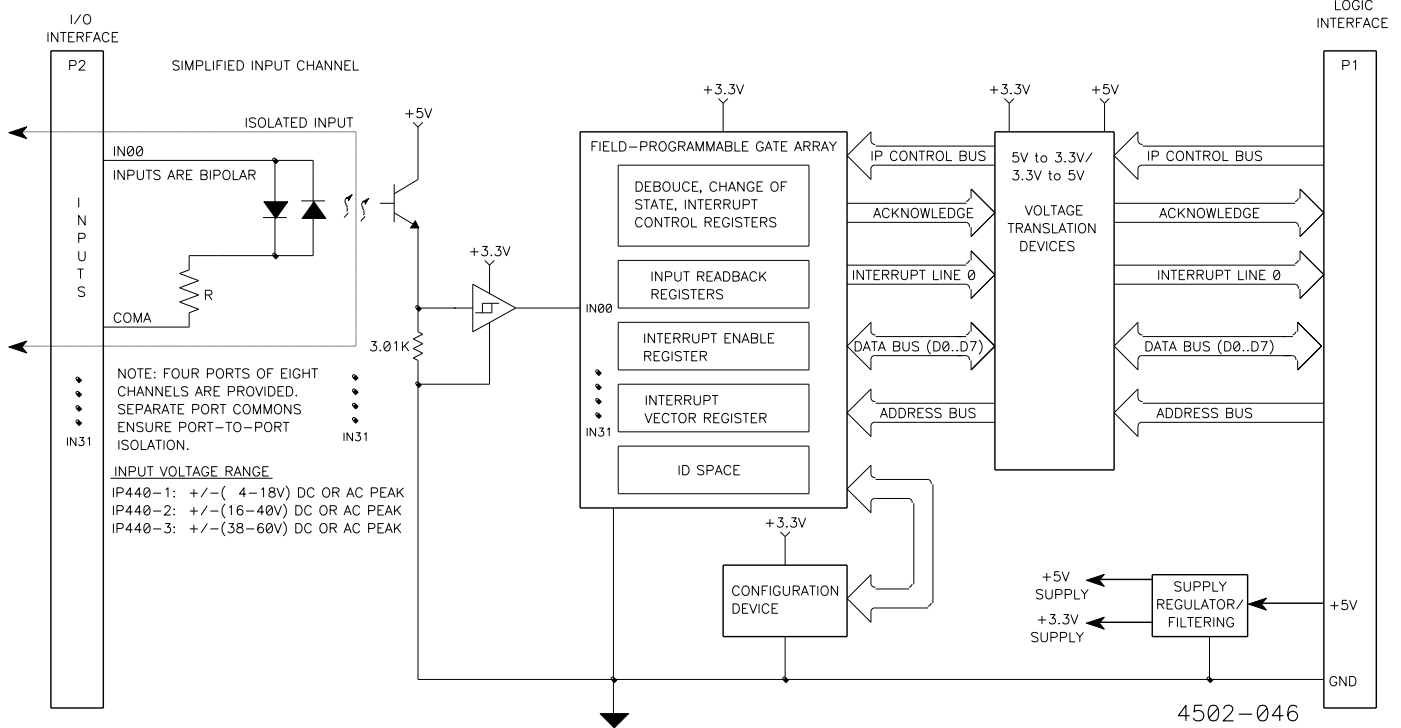 I/O
INTERFACE
P2
SIMPLIFIED INPUT CHANNEL
LOGIC
INTERFACE
P1
ISOLATED INPUT
+5V
IN00
INPUTS ARE BIPOLAR
INPUTS
R
COMA
+3.3V
3.01K
NOTE: FOUR PORTS OF EIGHT
CHANNELS ARE PROVIDED.
SEPARATE PORT COMMONS
ENSURE PORT-TO-PORT
ISOLATION.
IN31
IN31
INPUT VOLTAGE RANGE
IP440-1: +/-( 4-18V) DC OR AC PEAK
IP440-2: +/-(16-40V) DC OR AC PEAK
IP440-3: +/-(38-60V) DC OR AC PEAK
+3.3V
FIELD-PROGRAMMABLE GATE ARRAY
DEBOUCE, CHANGE OF
STATE, INTERRUPT
CONTROL REGISTERS
INPUT READBACK
REGISTERS
IN00
INTERRUPT ENABLE
REGISTER
INTERRUPT
VECTOR REGISTER
IN31
ID SPACE
+3.3V
CONFIGURATION
DEVICE
IP CONTROL BUS
ACKNOWLEDGE
INTERRUPT LINE 0
DATA BUS (D0..D7)
ADDRESS BUS
+3.3V
+5V
5V to 3.3V/
3.3V to 5V
VOLTAGE
TRANSLATION
DEVICES
IP CONTROL BUS
ACKNOWLEDGE
INTERRUPT LINE 0
DATA BUS (D0..D7)
ADDRESS BUS
+5V
SUPPLY
+3.3V
SUPPLY
SUPPLY
REGULATOR/
FILTERING
+5V
GND
4502-046